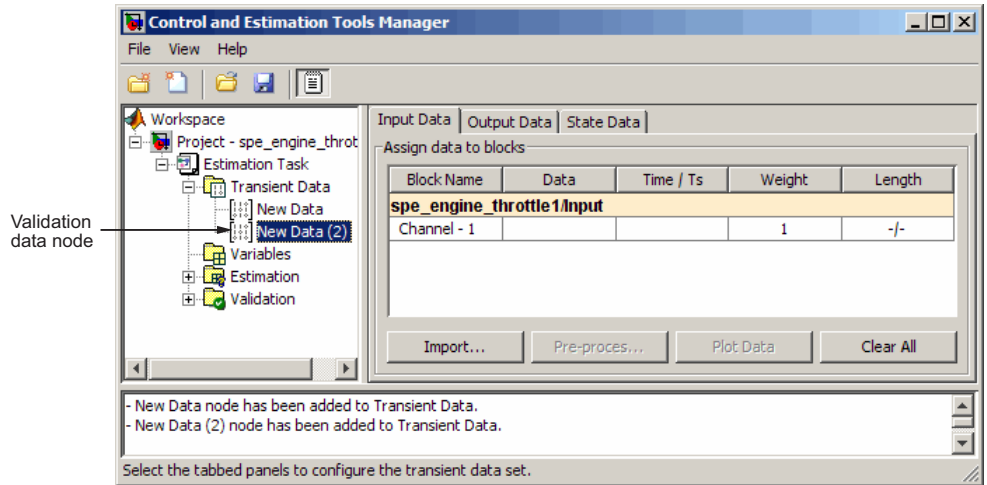 Control and Estimation Tools Manager
File View Help
Workspace
Project - spe_engine_throt
Estimation Task
Transient Data
New Data
New Data (2)
Variables
Estimation
Validation
Validation
data node
Input Data Output Data State Data
Assign data to blocks
Block Name Data Time / Ts Weight Length
spe_engine_throttle1/Input
Channel - 1 1 -/-
Import... Pre-proces... Plot Data Clear All
- New Data node has been added to Transient Data.
- New Data (2) node has been added to Transient Data.
Select the tabbed panels to configure the transient data set.